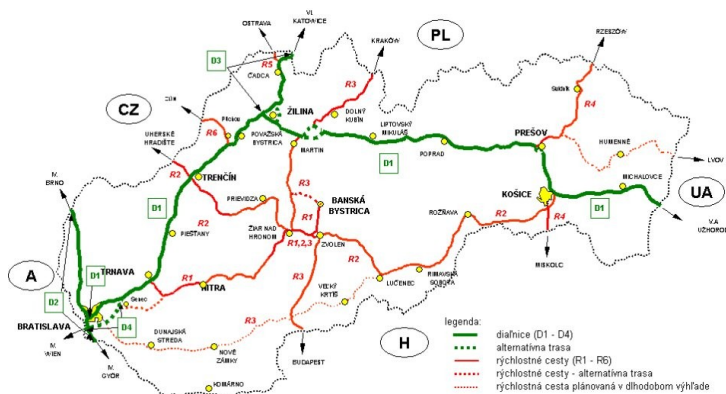 OSTRAVA
VI.
KATOWICE
PL
RZESZÓW
KRAKÓW
D3
R5
ČADCA
R3
Svidník
R4
CZ
ZLÍN
ŽILINA
DOLNÝ
KUBÍN
LIPTOVSKÝ
MIKULÁŠ
PREŠOV
R6
Púchov
POVAŽSKÁ
BYSTRICA
UHERSKÉ
HRADIŠTE
MARTIN
D1
POPRAD
HUMENNÉ
LVOV
R2
TRENČÍN
MICHALOVCE
IV.
BRNO
D1
PRIEVIDZA
R3
BANSKÁ
BYSTRICA
KOŠICE
UA
R2
R1
ROŽŇAVA
R2
D1
V.A
UŽHOROD
PIEŠŤANY
ŽIAR NAD
HRONOM
R1,2,3
ZVOLEN
R4
A
TRNAVA
R2
RIMAVSKÁ
SOBOTA
MISKOLC
D1
R1
NITRA
R3
LUČENEC
D2
Senec
VEĽKÝ
KRTÍŠ
BRATISLAVA
D4
R3
H
legenda:
DUNAJSKÁ
STREDA
diaľnice (D1 - D4)
IV.
WIEN
NOVÉ
ZÁMKY
alternatívna trasa
BUDAPEST
rýchlostné cesty (R1 - R6)
IV.
GYÖR
rýchlostné cesty - alternatívna trasa
KOMÁRNO
rýchlostná cesta plánovaná v dlhodobom výhľade